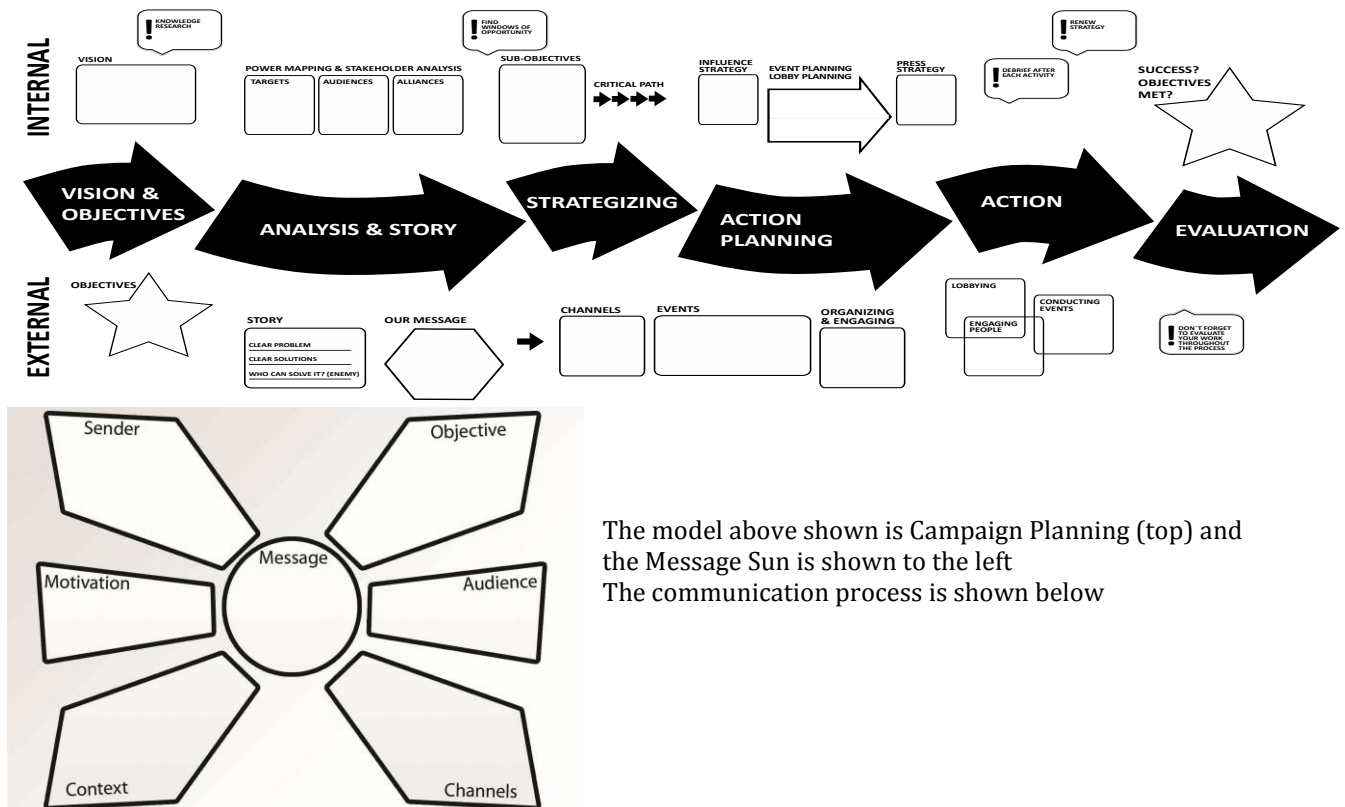 INTERNAL
! KNOWLEDGE
RESEARCH
VISION
POWER MAPPING & STAKEHOLDER ANALYSIS
TARGETS
AUDIENCES
ALLIANCES
! FIND
WINDOWS OF
OPPORTUNITY
SUB-OBJECTIVES
CRITICAL PATH
INFLUENCE
STRATEGY
EVENT PLANNING
LOBBY PLANNING
PRESS
STRATEGY
! RENEW
STRATEGY
! DEBRIEF AFTER
EACH ACTIVITY
SUCCESS?
OBJECTIVES
MET?
VISION &
OBJECTIVES
ANALYSIS & STORY
STRATEGIZING
ACTION
PLANNING
ACTION
EVALUATION
EXTERNAL
OBJECTIVES
STORY
CLEAR PROBLEM
CLEAR SOLUTIONS
WHO CAN SOLVE IT? (ENEMY)
OUR MESSAGE
CHANNELS
EVENTS
ORGANIZING
& ENGAGING
LOBBYING
ENGAGING
PEOPLE
CONDUCTING
EVENTS
! DON´T FORGET
TO EVALUATE
YOUR WORK
THROUGHOUT
THE PROCESS
Sender
Objective
Message
Motivation
Audience
Context
Channels
The model above shown is Campaign Planning (top) and
the Message Sun is shown to the left
The communication process is shown below